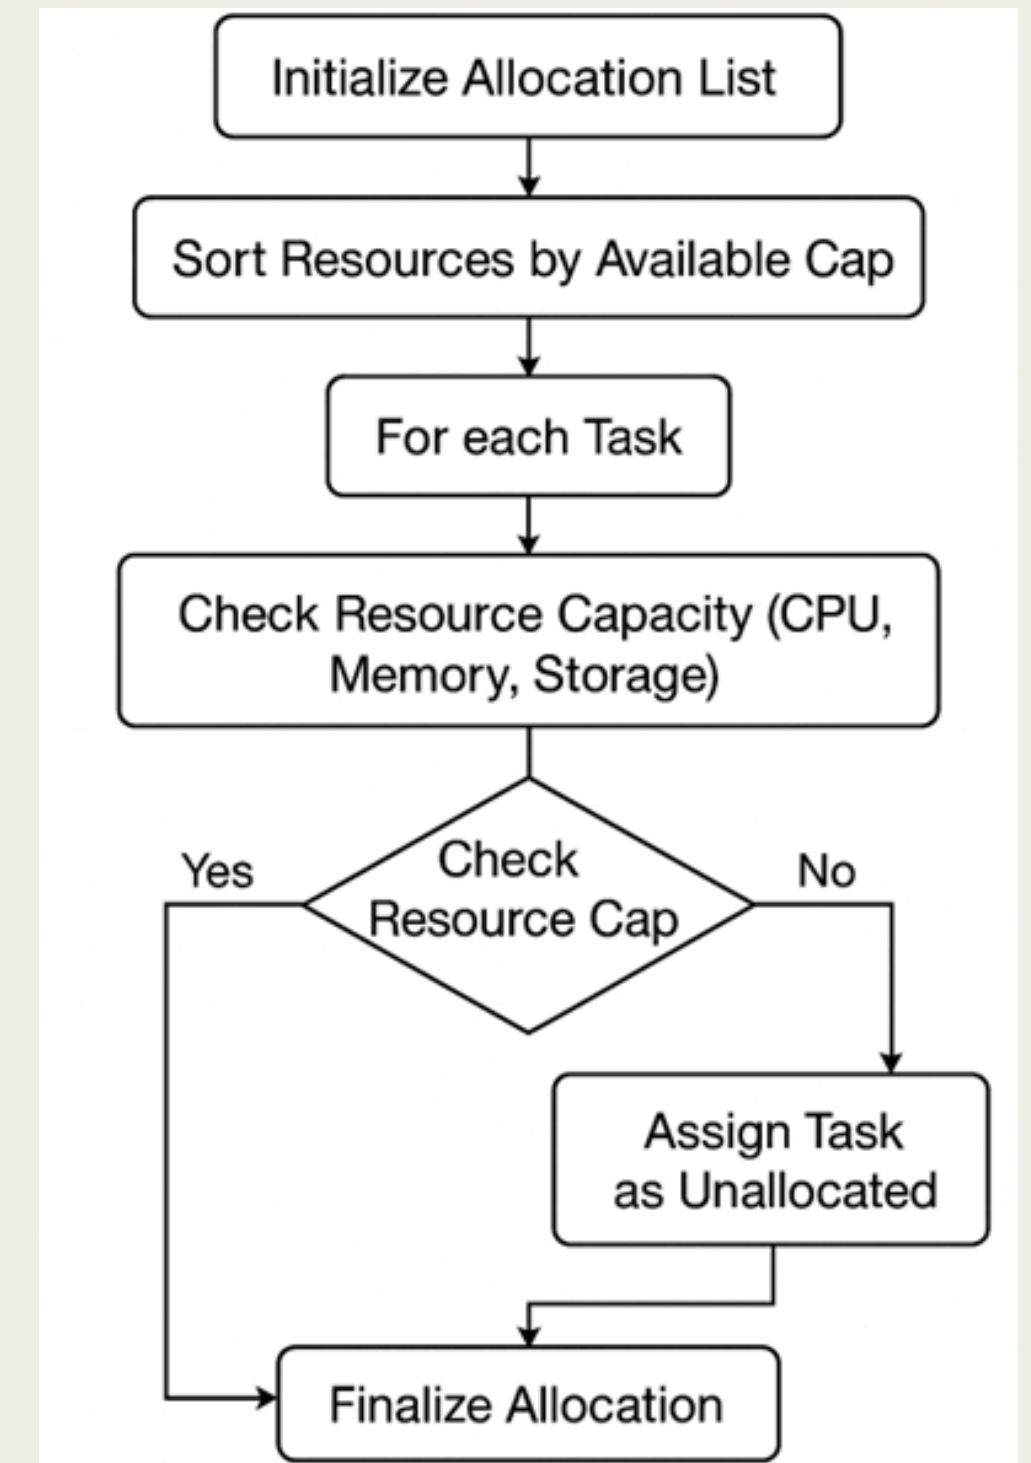 Initialize Allocation List
Sort Resources by Available Cap
For each Task
Check Resource Capacity (CPU,
Memory, Storage)
Check
Resource Cap
Yes
No
Assign Task
as Unallocated
Finalize Allocation